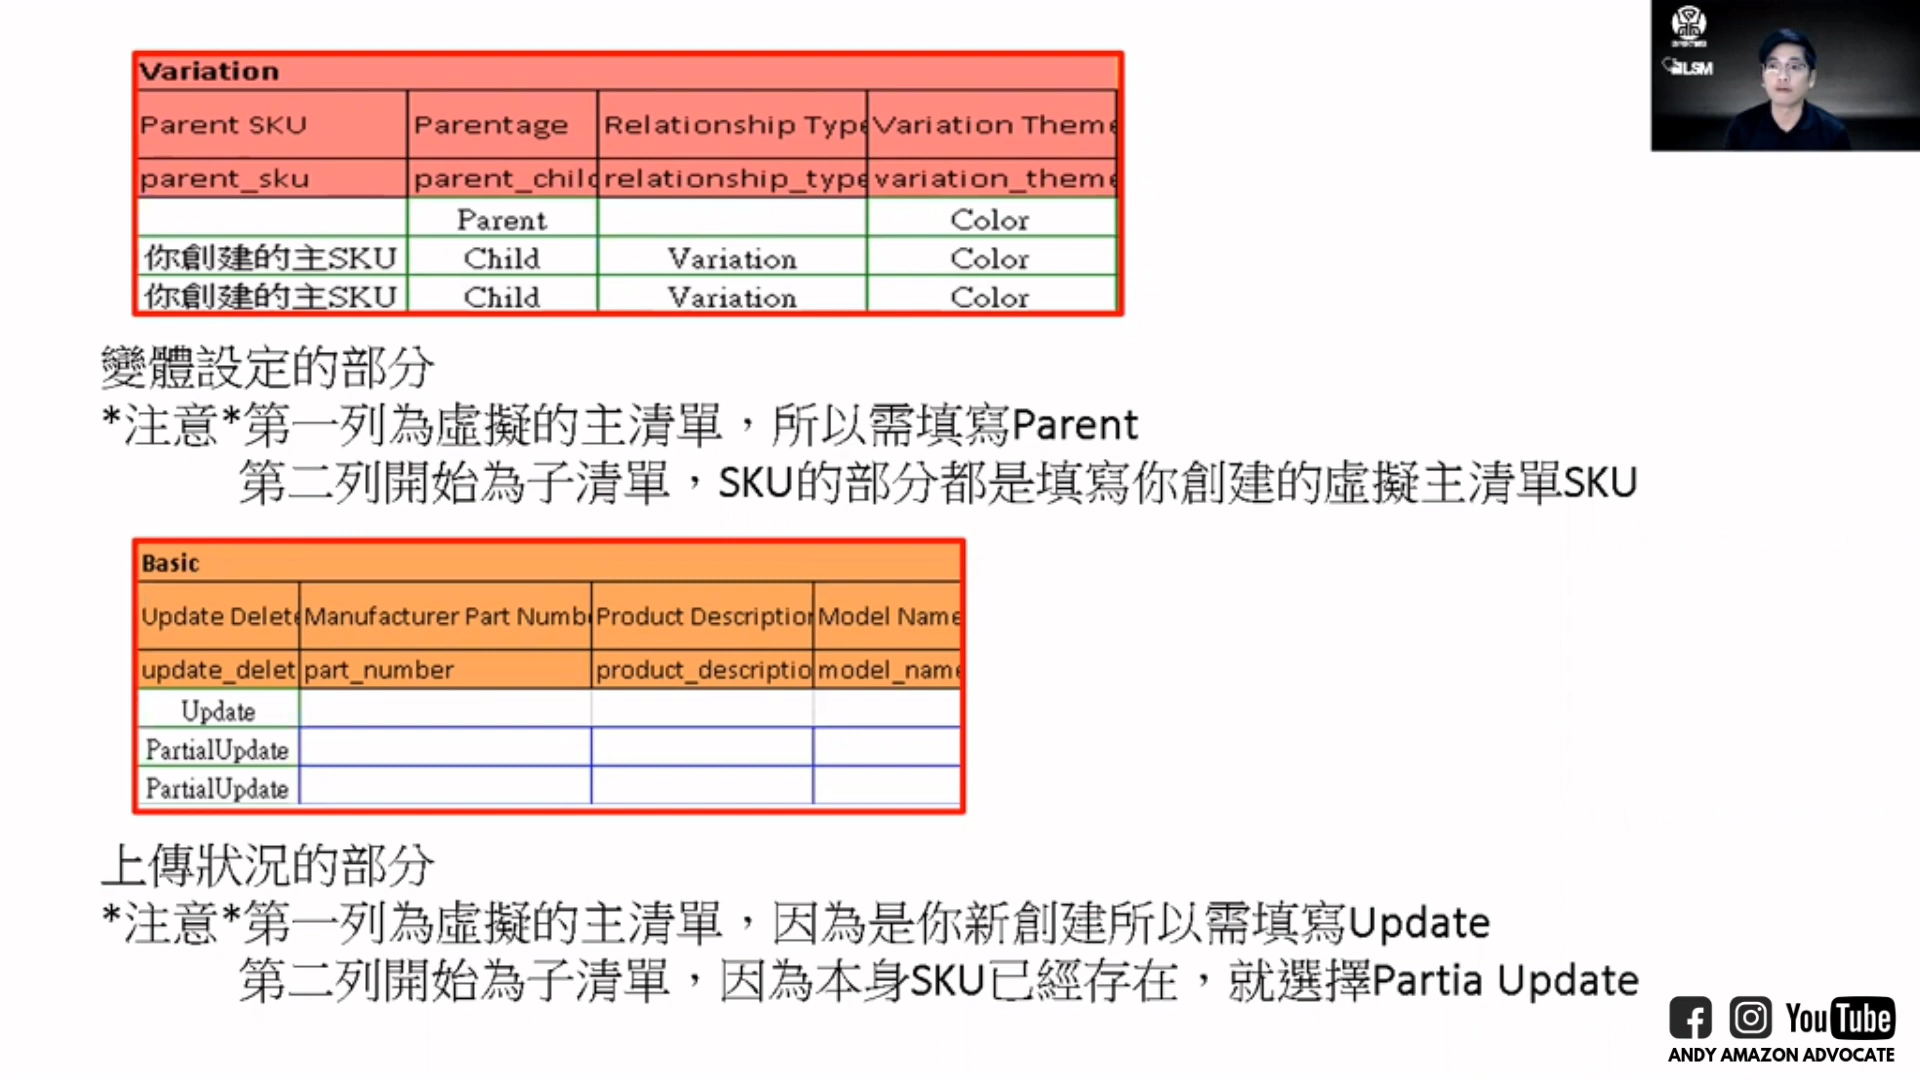 Variation
Parent SKU Parentage Relationship Type Variation Theme
parent_sku parent_child relationship_type variation_theme
Parent Color
你創建的主SKU Child Variation Color
你創建的主SKU Child Variation Color
變體設定的部分
*注意*第一列為虛擬的主清單，所以需填寫Parent
第二列開始為子清單，SKU的部分都是填寫你創建的虛擬主清單SKU
Basic
Update Delete Manufacturer Part Numb Product Description Model Name
update_delet part_number product_descriptio model_name
Update
PartialUpdate
PartialUpdate
上傳狀況的部分
*注意*第一列為虛擬的主清單，因為是你新創建所以需填寫Update
第二列開始為子清單，因為本身SKU已經存在，就選擇Partia Update
YouTube
ANDY AMAZON ADVOCATE